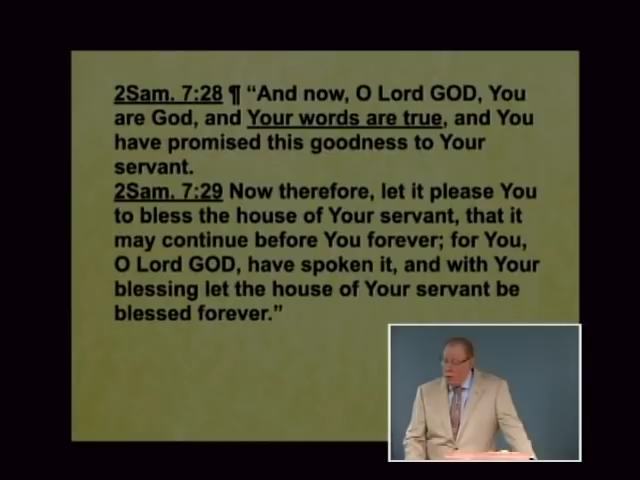 2Sam. 7:28 ¶ “And now, O Lord GOD, You
are God, and Your words are true, and You
have promised this goodness to Your
servant.
2Sam. 7:29 Now therefore, let it please You
to bless the house of Your servant, that it
may continue before You forever; for You,
O Lord GOD, have spoken it, and with Your
blessing let the house of Your servant be
blessed forever.”